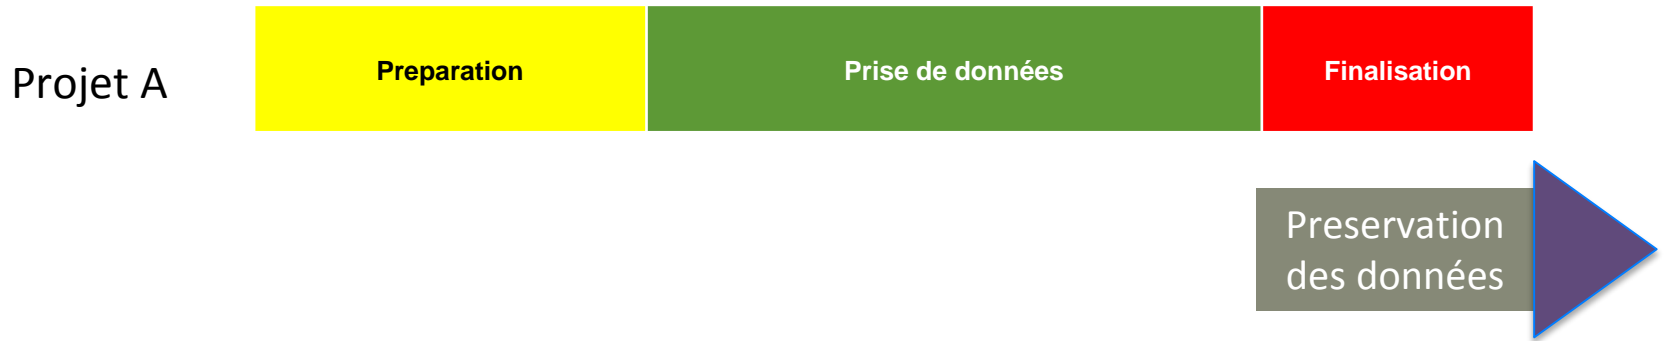 Projet A
Preparation
Prise de données
Finalisation
Preservation
des données